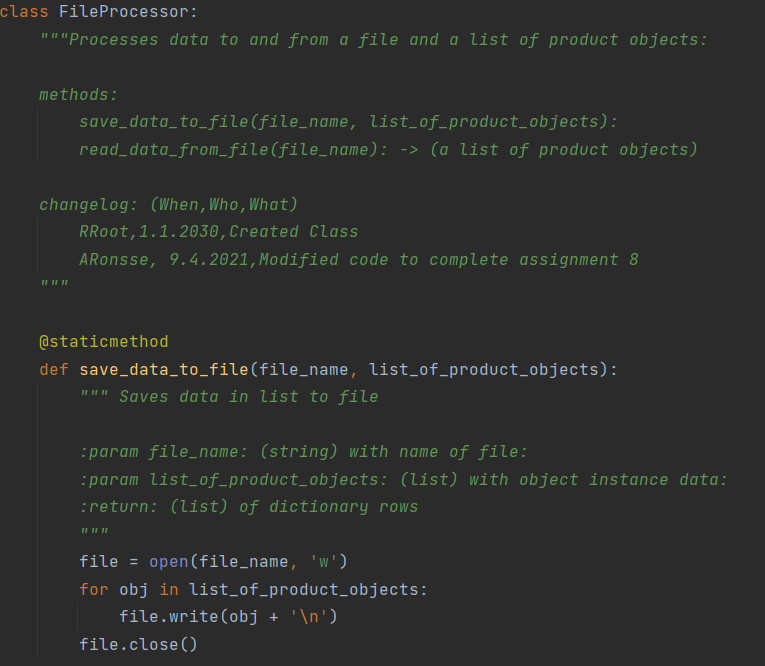 class FileProcessor:
    """Processes data to and from a file and a list of product objects:

    methods:
        save_data_to_file(file_name, list_of_product_objects):
        read_data_from_file(file_name): -> (a list of product objects)

    changelog: (When,Who,What)
        RRoot,1.1.2030,Created Class
        ARonsse, 9.4.2021,Modified code to complete assignment 8
    """

    @staticmethod
    def save_data_to_file(file_name, list_of_product_objects):
        """ Saves data in list to file

        :param file_name: (string) with name of file:
        :param list_of_product_objects: (list) with object instance data:
        :return: (list) of dictionary rows
        """
        file = open(file_name, 'w')
        for obj in list_of_product_objects:
            file.write(obj + '\n')
        file.close()